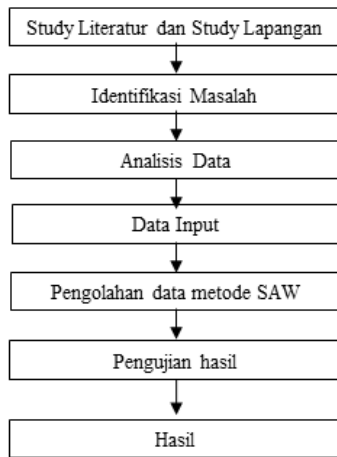 Study Literatur dan Study Lapangan
Identifikasi Masalah
Analisis Data
Data Input
Pengolahan data metode SAW
Pengujian hasil
Hasil